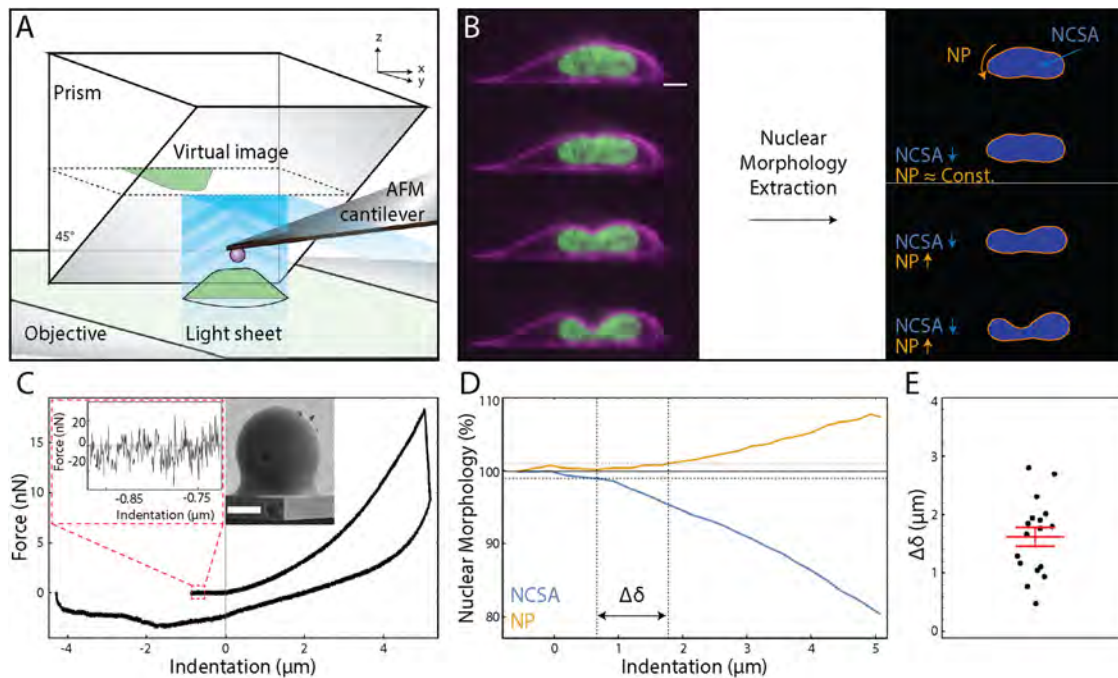 A
z
x
y
Prism
Virtual image
AFM
cantilever
45°
Objective
Light sheet
B
Nuclear
Morphology
Extraction
NCSA
NP
NCSA ↓
NP ≈ Const.
NCSA ↓
NP ↑
NCSA ↓
NP ↑
C
Force (nN)
15
10
5
0
-4
-2
0
2
4
Indentation (μm)
Force (nN)
20
0
-20
-0.85
-0.75
Indentation (μm)
D
Nuclear Morphology (%)
110
100
90
80
NCSA
NP
Δδ
0
1
2
3
4
5
Indentation (μm)
E
Δδ (μm)
4
3
2
1
0